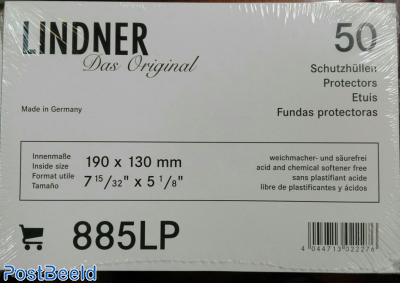 LINDNER
Das Original
50
Schutzhüllen
Protectors
Etuis
Fundas protectoras
Made in Germany
Innenmaße
Inside size
Format utile
Tamaño
190 x 130 mm
7 15/32" x 5 1/8"
weichmacher- und säurefrei
acid and chemical softener free
sans plastifiant acide
libre de plastificantes y ácidos
885LP
4 044713 022276
PostBeeld